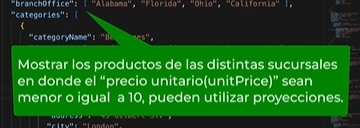 "branchOffice": [ "Alabama", "Florida", "Ohio", "California" ],
"categories": [
{
"categoryName":
Mostrar los productos de las distintas sucursales
en donde el “precio unitario(unitPrice)” sean
menor o igual a 10, pueden utilizar proyecciones.
"city": "London",